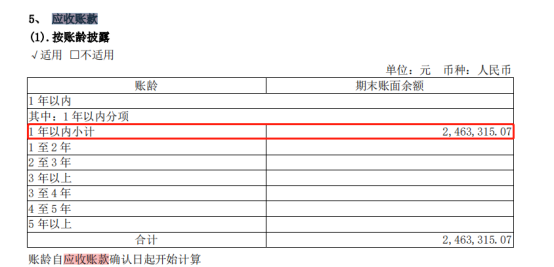 5、 应收账款
(1).按账龄披露
√适用 □不适用
单位：元 币种：人民币
账龄 期末账面余额
1年以内
其中：1年以内分项
1年以内小计 2,463,315.07
1至2年
2至3年
3年以上
3至4年
4至5年
5年以上
合计 2,463,315.07
账龄自应收账款确认日起开始计算